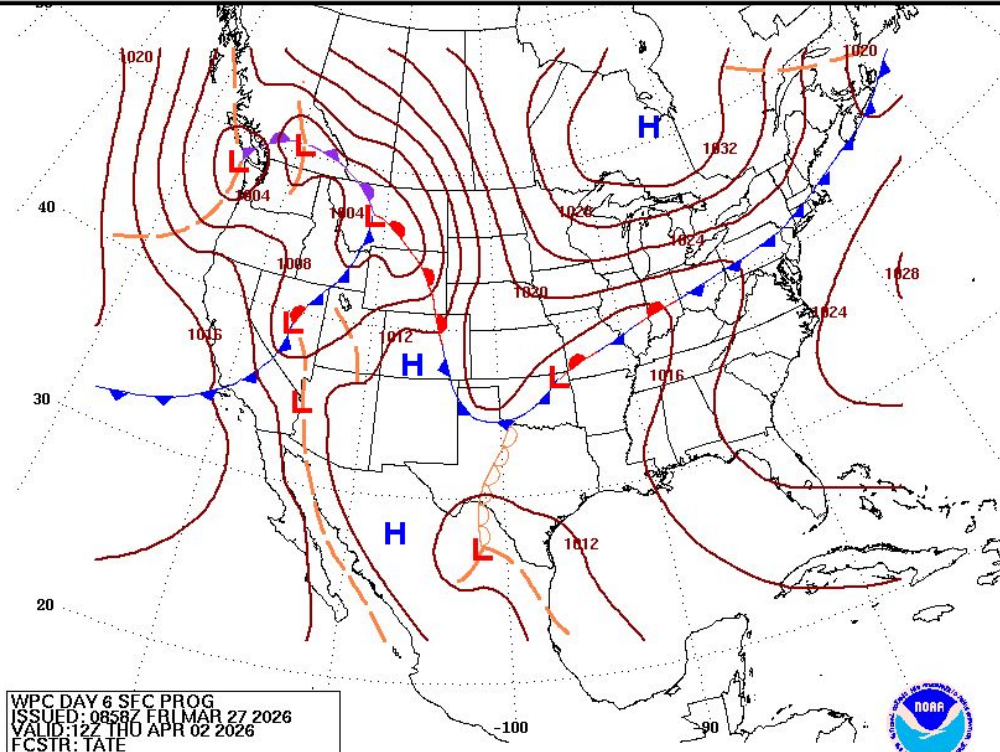 1020
1020
H
1032
L
L
40
1004
1004
L
1028
1024
1008
1028
1020
L
1024
1016
1012
H
1016
L
30
L
H
L
1012
20
WPC DAY 6 SFC PROG
ISSUED: 0858Z FRI MAR 27 2026
VALID:12Z THU APR 02 2026
FCSTR: TATE
-100
-90
NOAA